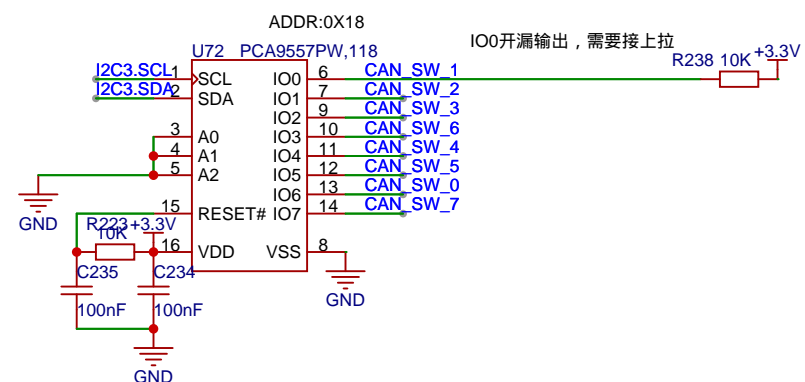 ADDR:0X18
IO0开漏输出，需要接上拉
U72 PCA9557PW,118
R238 10K +3.3V
I2C3.SCL 1 SCL IO0 6 CAN_SW_1
I2C3.SDA 2 SDA IO1 7 CAN_SW_2
IO2 9 CAN_SW_3
3 A0 IO3 10 CAN_SW_6
4 A1 IO4 11 CAN_SW_4
5 A2 IO5 12 CAN_SW_5
IO6 13 CAN_SW_0
15 RESET# IO7 14 CAN_SW_7
GND
R223 +3.3V
10K
16 VDD VSS 8
C235 C234
GND
100nF 100nF
GND